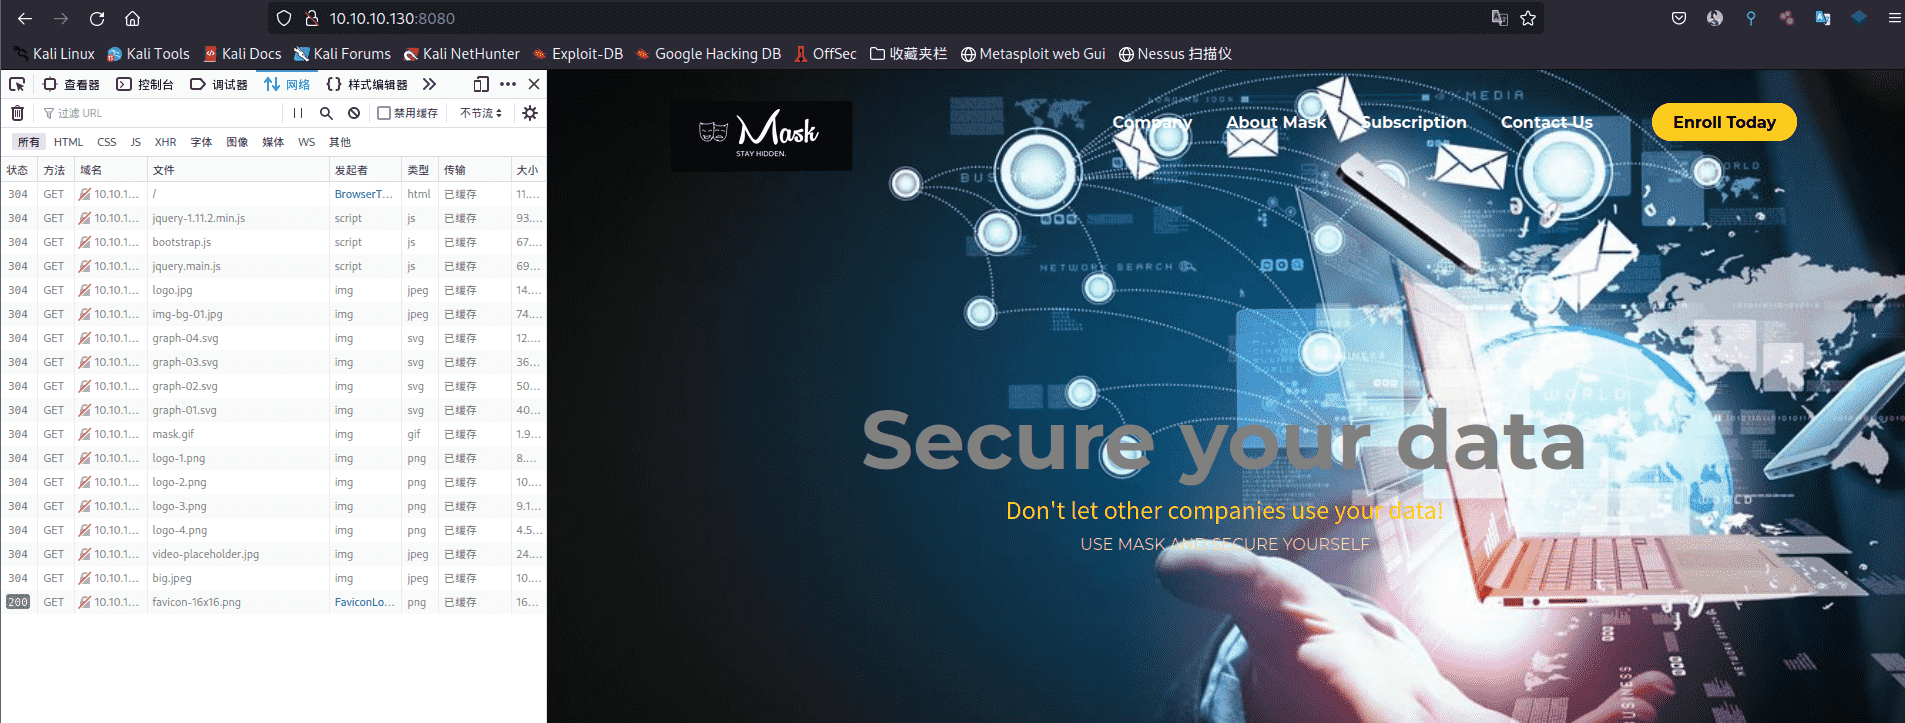 10.10.10.130:8080
Kali Linux Kali Tools Kali Docs Kali Forums Kali NetHunter Exploit-DB Google Hacking DB OffSec 收藏夹栏 Metasploit web Gui Nessus 扫描仪
查看器 控制台 调试器 网络 样式编辑器
过滤 URL 禁用缓存 不节流
所有 HTML CSS JS XHR 字体 图像 媒体 WS 其他
状态 方法 域名 文件 发起者 类型 传输 大小
304 GET 10.10.1... / BrowserT... html 已缓存 11....
304 GET 10.10.1... jquery-1.11.2.min.js script js 已缓存 93....
304 GET 10.10.1... bootstrap.js script js 已缓存 67....
304 GET 10.10.1... jquery.main.js script js 已缓存 69...
304 GET 10.10.1... logo.jpg img jpeg 已缓存 14....
304 GET 10.10.1... img-bg-01.jpg img jpeg 已缓存 74....
304 GET 10.10.1... graph-04.svg img svg 已缓存 12....
304 GET 10.10.1... graph-03.svg img svg 已缓存 36...
304 GET 10.10.1... graph-02.svg img svg 已缓存 50...
304 GET 10.10.1... graph-01.svg img svg 已缓存 40...
304 GET 10.10.1... mask.gif img gif 已缓存 1.9...
304 GET 10.10.1... logo-1.png img png 已缓存 8....
304 GET 10.10.1... logo-2.png img png 已缓存 10....
304 GET 10.10.1... logo-3.png img png 已缓存 9.1...
304 GET 10.10.1... logo-4.png img png 已缓存 4.5...
304 GET 10.10.1... video-placeholder.jpg img jpeg 已缓存 24....
304 GET 10.10.1... big.jpeg img jpeg 已缓存 10....
200 GET 10.10.1... favicon-16x16.png FaviconLo... png 已缓存 16...
Mask
STAY HIDDEN.
Company About Mask Subscription Contact Us Enroll Today
LOADING 100%
MEDIA
WORLD
NETWORK SEARCH
WORLD
Secure your data
Don't let other companies use your data!
USE MASK AND SECURE YOURSELF
WORLD
BUSINESS